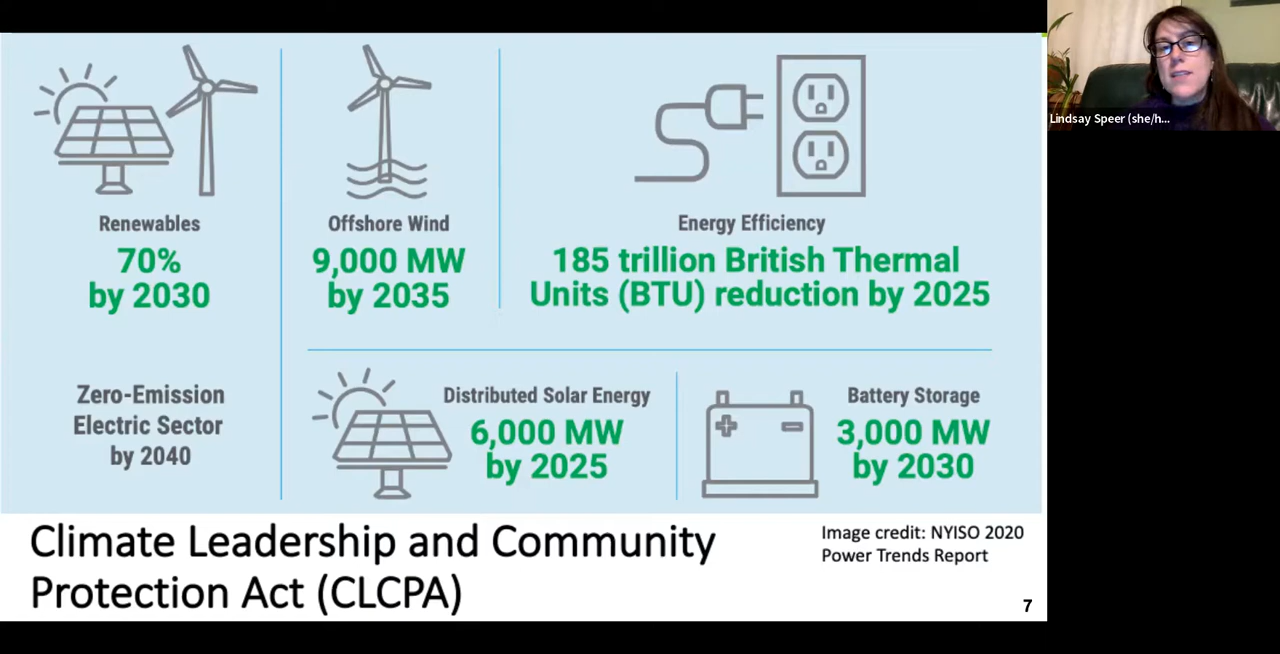 Renewables
70%
by 2030
Offshore Wind
9,000 MW
by 2035
Energy Efficiency
185 trillion British Thermal
Units (BTU) reduction by 2025
Zero-Emission
Electric Sector
by 2040
Distributed Solar Energy
6,000 MW
by 2025
Battery Storage
3,000 MW
by 2030
Climate Leadership and Community
Protection Act (CLCPA)
Image credit: NYISO 2020
Power Trends Report
7
Lindsay Speer (she/h...